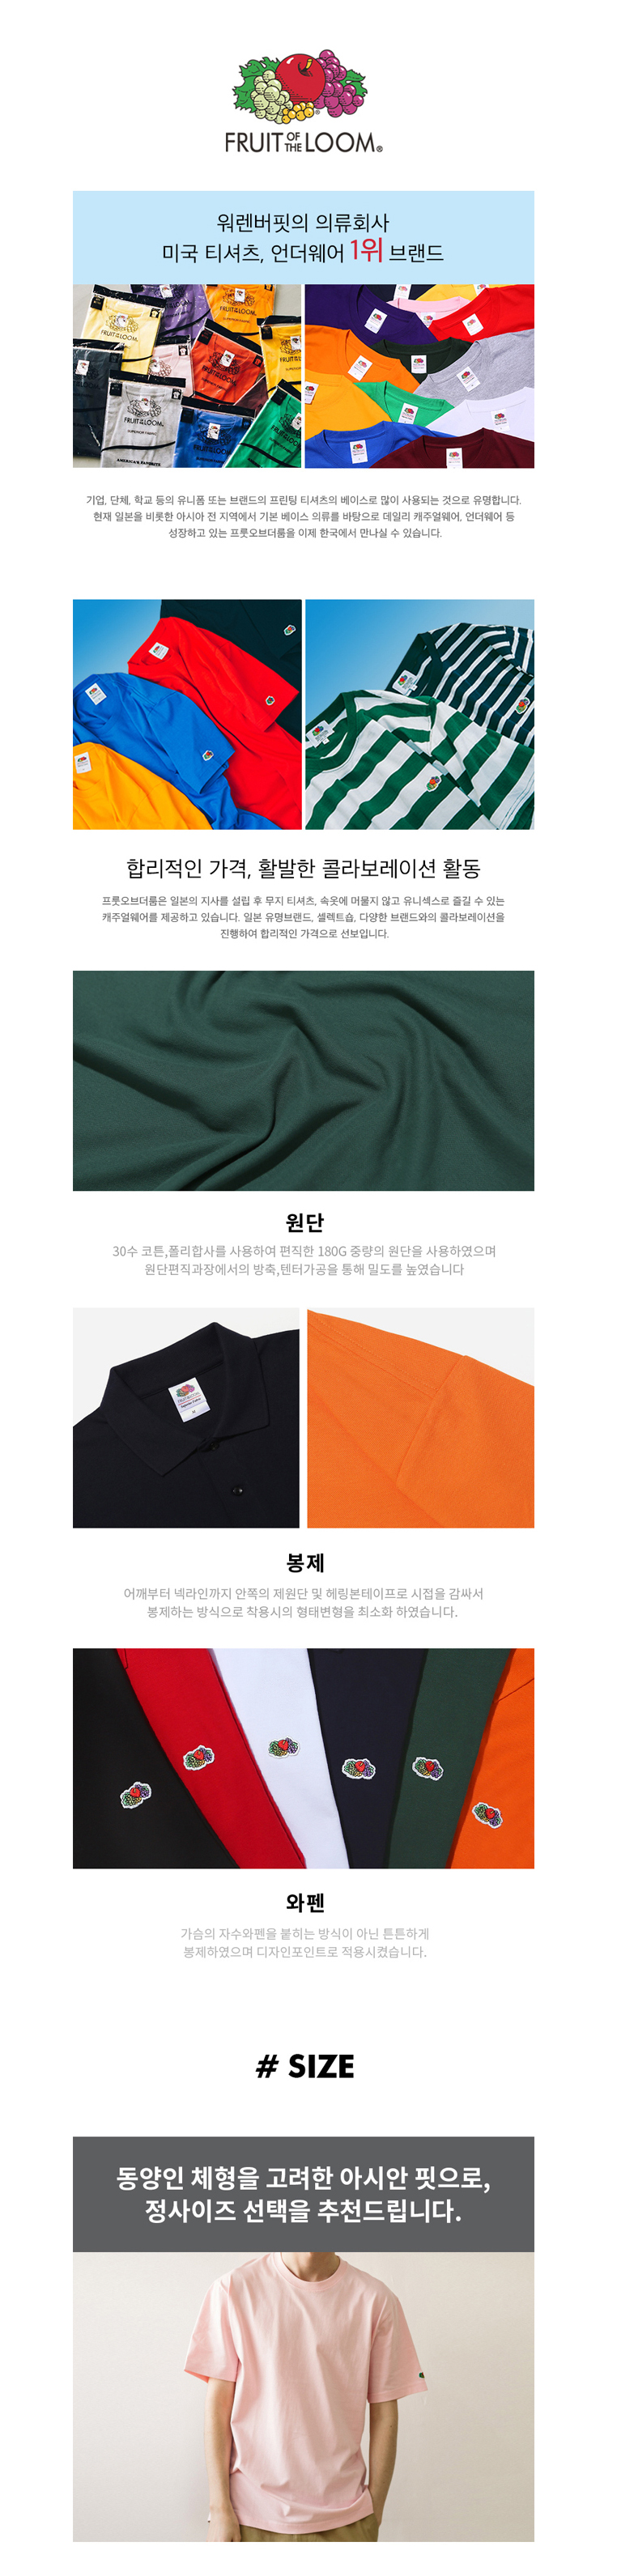 FRUIT OF THE LOOM®
워렌버핏의 의류회사
미국 티셔츠, 언더웨어 1위 브랜드
기업, 단체, 학교 등의 유니폼 또는 브랜드의 프린팅 티셔츠의 베이스로 많이 사용되는 것으로 유명합니다.
현재 일본을 비롯한 아시아 전 지역에서 기본 베이스 의류를 바탕으로 데일리 캐주얼웨어, 언더웨어 등
성장하고 있는 프룻오브더룸을 이제 한국에서 만나실 수 있습니다.
합리적인 가격, 활발한 콜라보레이션 활동
프룻오브더룸은 일본의 지사를 설립 후 무지 티셔츠, 속옷에 머물지 않고 유니섹스로 즐길 수 있는
캐주얼웨어를 제공하고 있습니다. 일본 유명브랜드, 셀렉트숍, 다양한 브랜드와의 콜라보레이션을
진행하여 합리적인 가격으로 선보입니다.
원단
30수 코튼,폴리합사를 사용하여 편직한 180G 중량의 원단을 사용하였으며
원단편직과장에서의 방축,텐터가공을 통해 밀도를 높였습니다
FRUIT OF THE LOOM
봉제
어깨부터 넥라인까지 안쪽의 제원단 및 헤링본테이프로 시접을 감싸서
봉제하는 방식으로 착용시의 형태변형을 최소화 하였습니다.
와펜
가슴의 자수와펜을 붙히는 방식이 아닌 튼튼하게
봉제하였으며 디자인포인트로 적용시켰습니다.
# SIZE
동양인 체형을 고려한 아시안 핏으로,
정사이즈 선택을 추천드립니다.